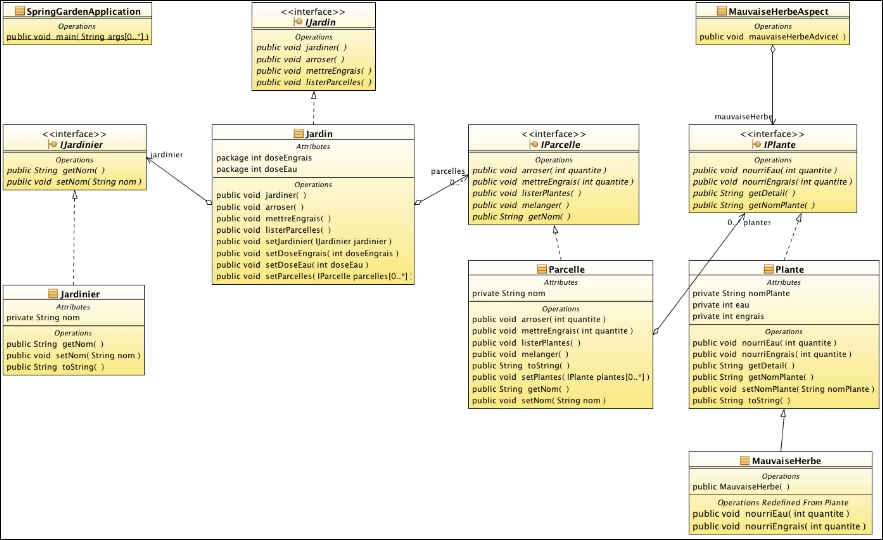 SpringGardenApplication
Operations
public void main( String args[0..*] )
<<interface>>
IJardin
Operations
public void jardiner( )
public void arroser( )
public void mettreEngrais( )
public void listerParcelles( )
MauvaiseHerbeAspect
Operations
public void mauvaiseHerbeAdvice( )
mauvaiseHerbe
<<interface>>
IJardinier
Operations
public String getNom( )
public void setNom( String nom )
jardinier
Jardin
Attributes
package int doseEngrais
package int doseEau
Operations
public void jardiner( )
public void arroser( )
public void mettreEngrais( )
public void listerParcelles( )
public void setJardinier( IJardinier jardinier )
public void setDoseEngrais( int doseEngrais )
public void setDoseEau( int doseEau )
public void setParcelles( IParcelle parcelles[0..*] )
parcelles
0..*
<<interface>>
IParcelle
Operations
public void arroser( int quantite )
public void mettreEngrais( int quantite )
public void listerPlantes( )
public void melanger( )
public String getNom( )
<<interface>>
IPlante
Operations
public void nourriEau( int quantite )
public void nourriEngrais( int quantite )
public String getDetail( )
public String getNomPlante( )
0..* plantes
Jardinier
Attributes
private String nom
Operations
public String getNom( )
public void setNom( String nom )
public String toString( )
Parcelle
Attributes
private String nom
Operations
public void arroser( int quantite )
public void mettreEngrais( int quantite )
public void listerPlantes( )
public void melanger( )
public String toString( )
public void setPlantes( IPlante plantes[0..*] )
public String getNom( )
public void setNom( String nom )
Plante
Attributes
private String nomPlante
private int eau
private int engrais
Operations
public void nourriEau( int quantite )
public void nourriEngrais( int quantite )
public String getDetail( )
public String getNomPlante( )
public void setNomPlante( String nomPlante )
public String toString( )
MauvaiseHerbe
Operations
public MauvaiseHerbe( )
Operations Redefined From Plante
public void nourriEau( int quantite )
public void nourriEngrais( int quantite )